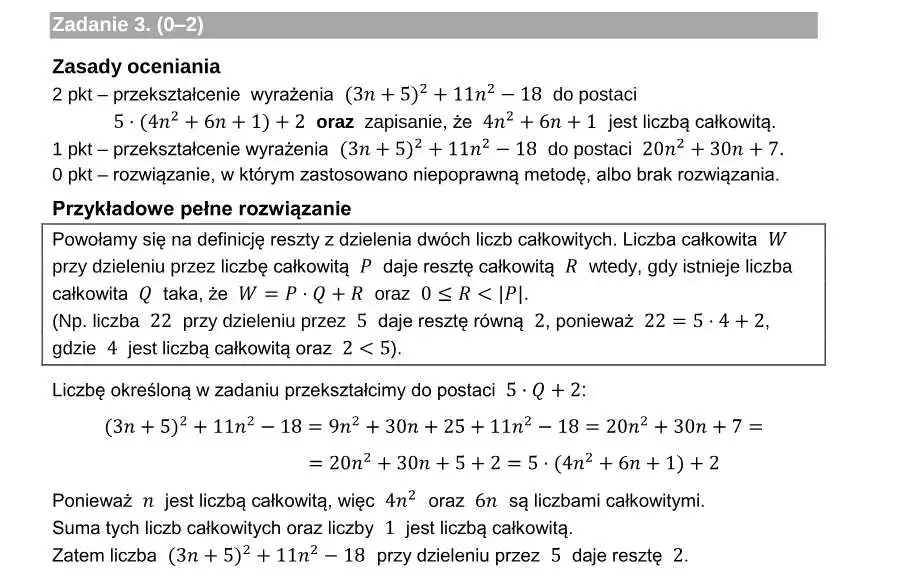 Zadanie 3. (0–2)
Zasady oceniania
2 pkt – przekształcenie wyrażenia (3n + 5)² + 11n² − 18 do postaci
5 · (4n² + 6n + 1) + 2 oraz zapisanie, że 4n² + 6n + 1 jest liczbą całkowitą.
1 pkt – przekształcenie wyrażenia (3n + 5)² + 11n² − 18 do postaci 20n² + 30n + 7.
0 pkt – rozwiązanie, w którym zastosowano niepoprawną metodę, albo brak rozwiązania.
Przykładowe pełne rozwiązanie
Powołamy się na definicję reszty z dzielenia dwóch liczb całkowitych. Liczba całkowita W
przy dzieleniu przez liczbę całkowitą P daje resztę całkowitą R wtedy, gdy istnieje liczba
całkowita Q taka, że W = P · Q + R oraz 0 ≤ R < |P|.
(Np. liczba 22 przy dzieleniu przez 5 daje resztę równą 2, ponieważ 22 = 5 · 4 + 2,
gdzie 4 jest liczbą całkowitą oraz 2 < 5).
Liczbę określoną w zadaniu przekształcimy do postaci 5 · Q + 2:
(3n + 5)² + 11n² − 18 = 9n² + 30n + 25 + 11n² − 18 = 20n² + 30n + 7 =
= 20n² + 30n + 5 + 2 = 5 · (4n² + 6n + 1) + 2
Ponieważ n jest liczbą całkowitą, więc 4n² oraz 6n są liczbami całkowitymi.
Suma tych liczb całkowitych oraz liczby 1 jest liczbą całkowitą.
Zatem liczba (3n + 5)² + 11n² − 18 przy dzieleniu przez 5 daje resztę 2.